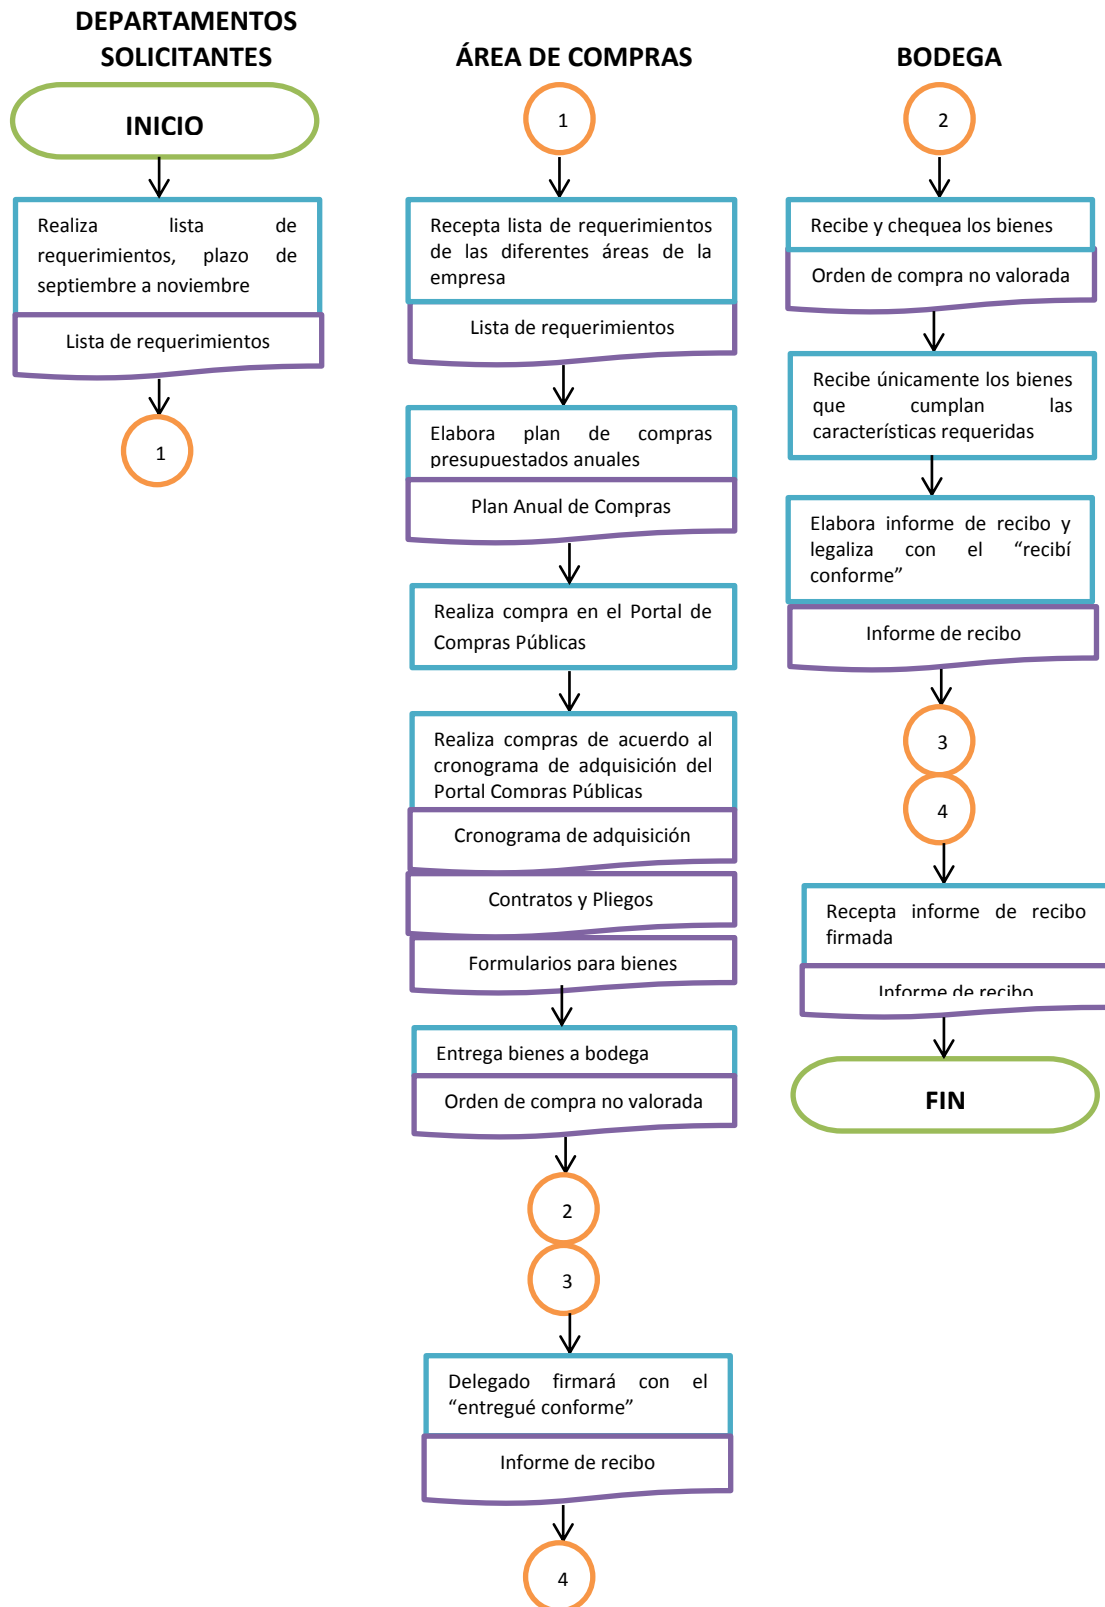 DEPARTAMENTOS
SOLICITANTES
INICIO
Realiza lista de
requerimientos, plazo de
septiembre a noviembre
Lista de requerimientos
1
ÁREA DE COMPRAS
1
Recepta lista de requerimientos
de las diferentes áreas de la
empresa
Lista de requerimientos
Elabora plan de compras
presupuestados anuales
Plan Anual de Compras
Realiza compra en el Portal de
Compras Públicas
Realiza compras de acuerdo al
cronograma de adquisición del
Portal Compras Públicas
Cronograma de adquisición
Contratos y Pliegos
Formularios para bienes
Entrega bienes a bodega
Orden de compra no valorada
2
3
Delegado firmará con el
“entregué conforme”
Informe de recibo
4
BODEGA
2
Recibe y chequea los bienes
Orden de compra no valorada
Recibe únicamente los bienes
que cumplan las
características requeridas
Elabora informe de recibo y
legaliza con el “recibí
conforme”
Informe de recibo
3
4
Recepta informe de recibo
firmada
Informe de recibo
FIN